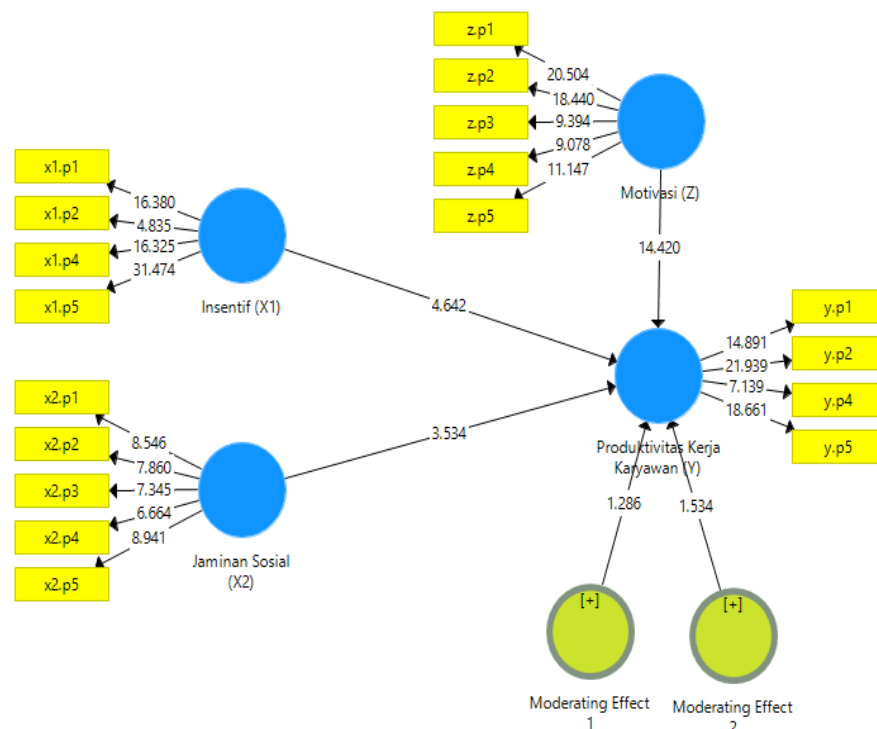 z.p1
z.p2
z.p3
z.p4
z.p5
20.504
18.440
9.394
9.078
11.147
Motivasi (Z)
14.420
x1.p1
x1.p2
x1.p4
x1.p5
16.380
4.835
16.325
31.474
Insentif (X1)
4.642
x2.p1
x2.p2
x2.p3
x2.p4
x2.p5
8.546
7.860
7.345
6.664
8.941
Jaminan Sosial
(X2)
3.534
14.891
21.939
7.139
18.661
y.p1
y.p2
y.p4
y.p5
Produktivitas Kerja
Karyawan (Y)
1.286
1.534
[+]
[+]
Moderating Effect
1
Moderating Effect
2